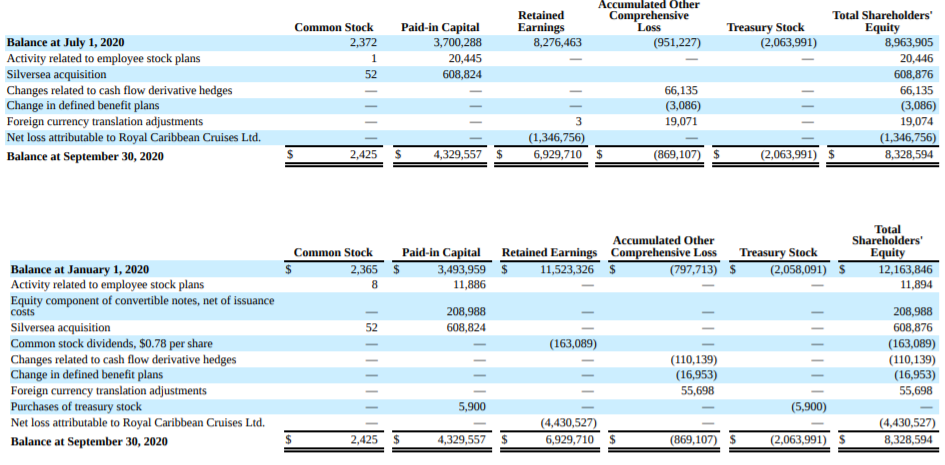 Accumulated Other
Retained Comprehensive Total Shareholders'
Common Stock Paid-in Capital Earnings Loss Treasury Stock Equity
Balance at July 1, 2020 2,372 3,700,288 8,276,463 (951,227) (2,063,991) 8,963,905
Activity related to employee stock plans 1 20,445 — — — 20,446
Silversea acquisition 52 608,824 608,876
Changes related to cash flow derivative hedges — — — 66,135 — 66,135
Change in defined benefit plans — — — (3,086) — (3,086)
Foreign currency translation adjustments — — 3 19,071 — 19,074
Net loss attributable to Royal Caribbean Cruises Ltd. — — (1,346,756) — — (1,346,756)
Balance at September 30, 2020 $ 2,425 $ 4,329,557 $ 6,929,710 $ (869,107) $ (2,063,991) $ 8,328,594
Total
Accumulated Other Shareholders'
Common Stock Paid-in Capital Retained Earnings Comprehensive Loss Treasury Stock Equity
Balance at January 1, 2020 $ 2,365 $ 3,493,959 $ 11,523,326 $ (797,713) $ (2,058,091) $ 12,163,846
Activity related to employee stock plans 8 11,886 — — — 11,894
Equity component of convertible notes, net of issuance
costs — 208,988 — — — 208,988
Silversea acquisition 52 608,824 — — — 608,876
Common stock dividends, $0.78 per share — — (163,089) — — (163,089)
Changes related to cash flow derivative hedges — — — (110,139) — (110,139)
Change in defined benefit plans — — — (16,953) — (16,953)
Foreign currency translation adjustments — — — 55,698 — 55,698
Purchases of treasury stock — 5,900 — — (5,900) —
Net loss attributable to Royal Caribbean Cruises Ltd. — — (4,430,527) — — (4,430,527)
Balance at September 30, 2020 $ 2,425 $ 4,329,557 $ 6,929,710 $ (869,107) $ (2,063,991) $ 8,328,594